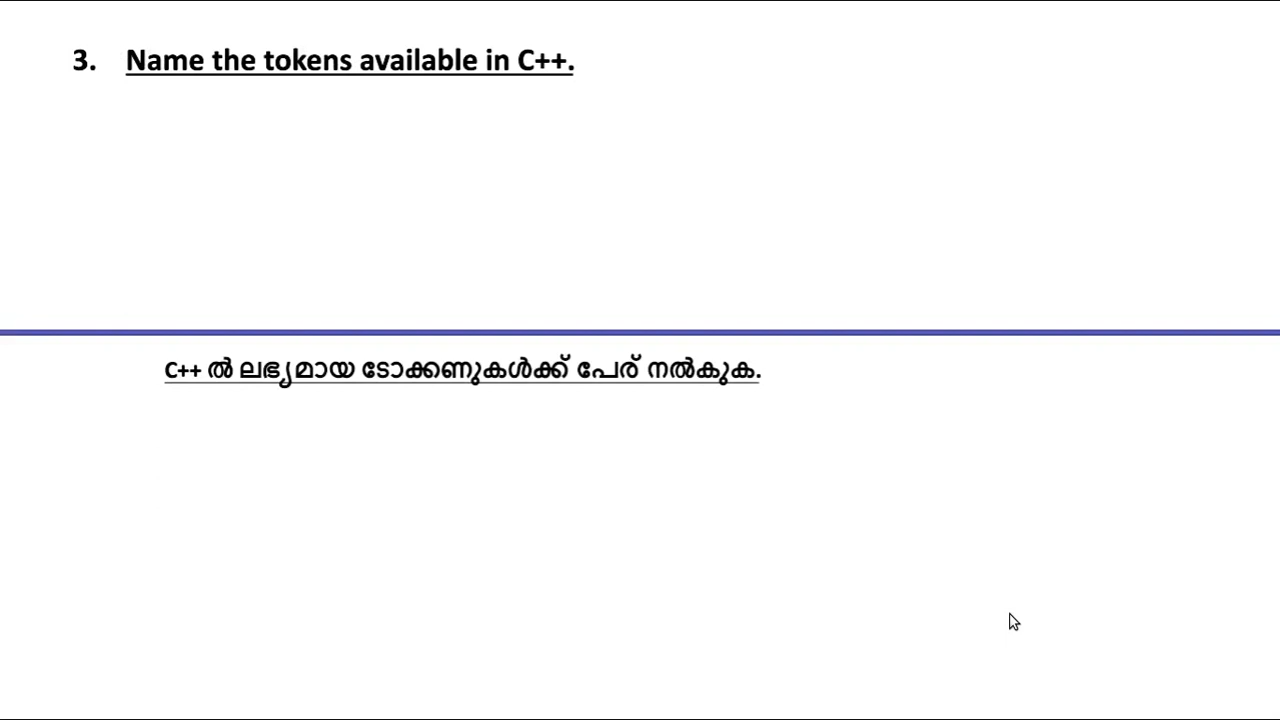 3. Name the tokens available in C++.
C++ ൽ ലഭ്യമായ ടോക്കണുകൾക്ക് പേര് നൽകുക.